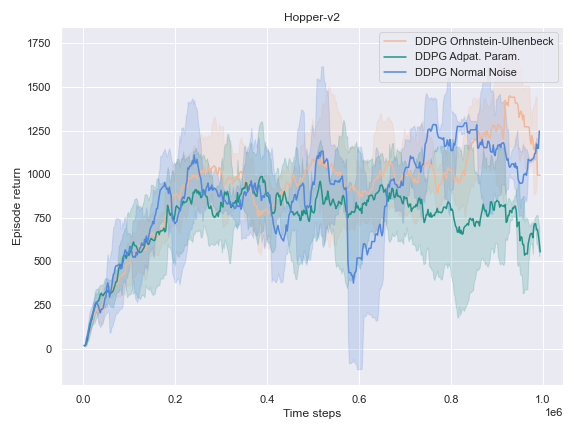 Hopper-v2
DDPG Orhnstein-Ulhenbeck
DDPG Adpat. Param.
DDPG Normal Noise
Episode return
1750
1500
1250
1000
750
500
250
0
0.0 0.2 0.4 0.6 0.8 1.0
1e6
Time steps